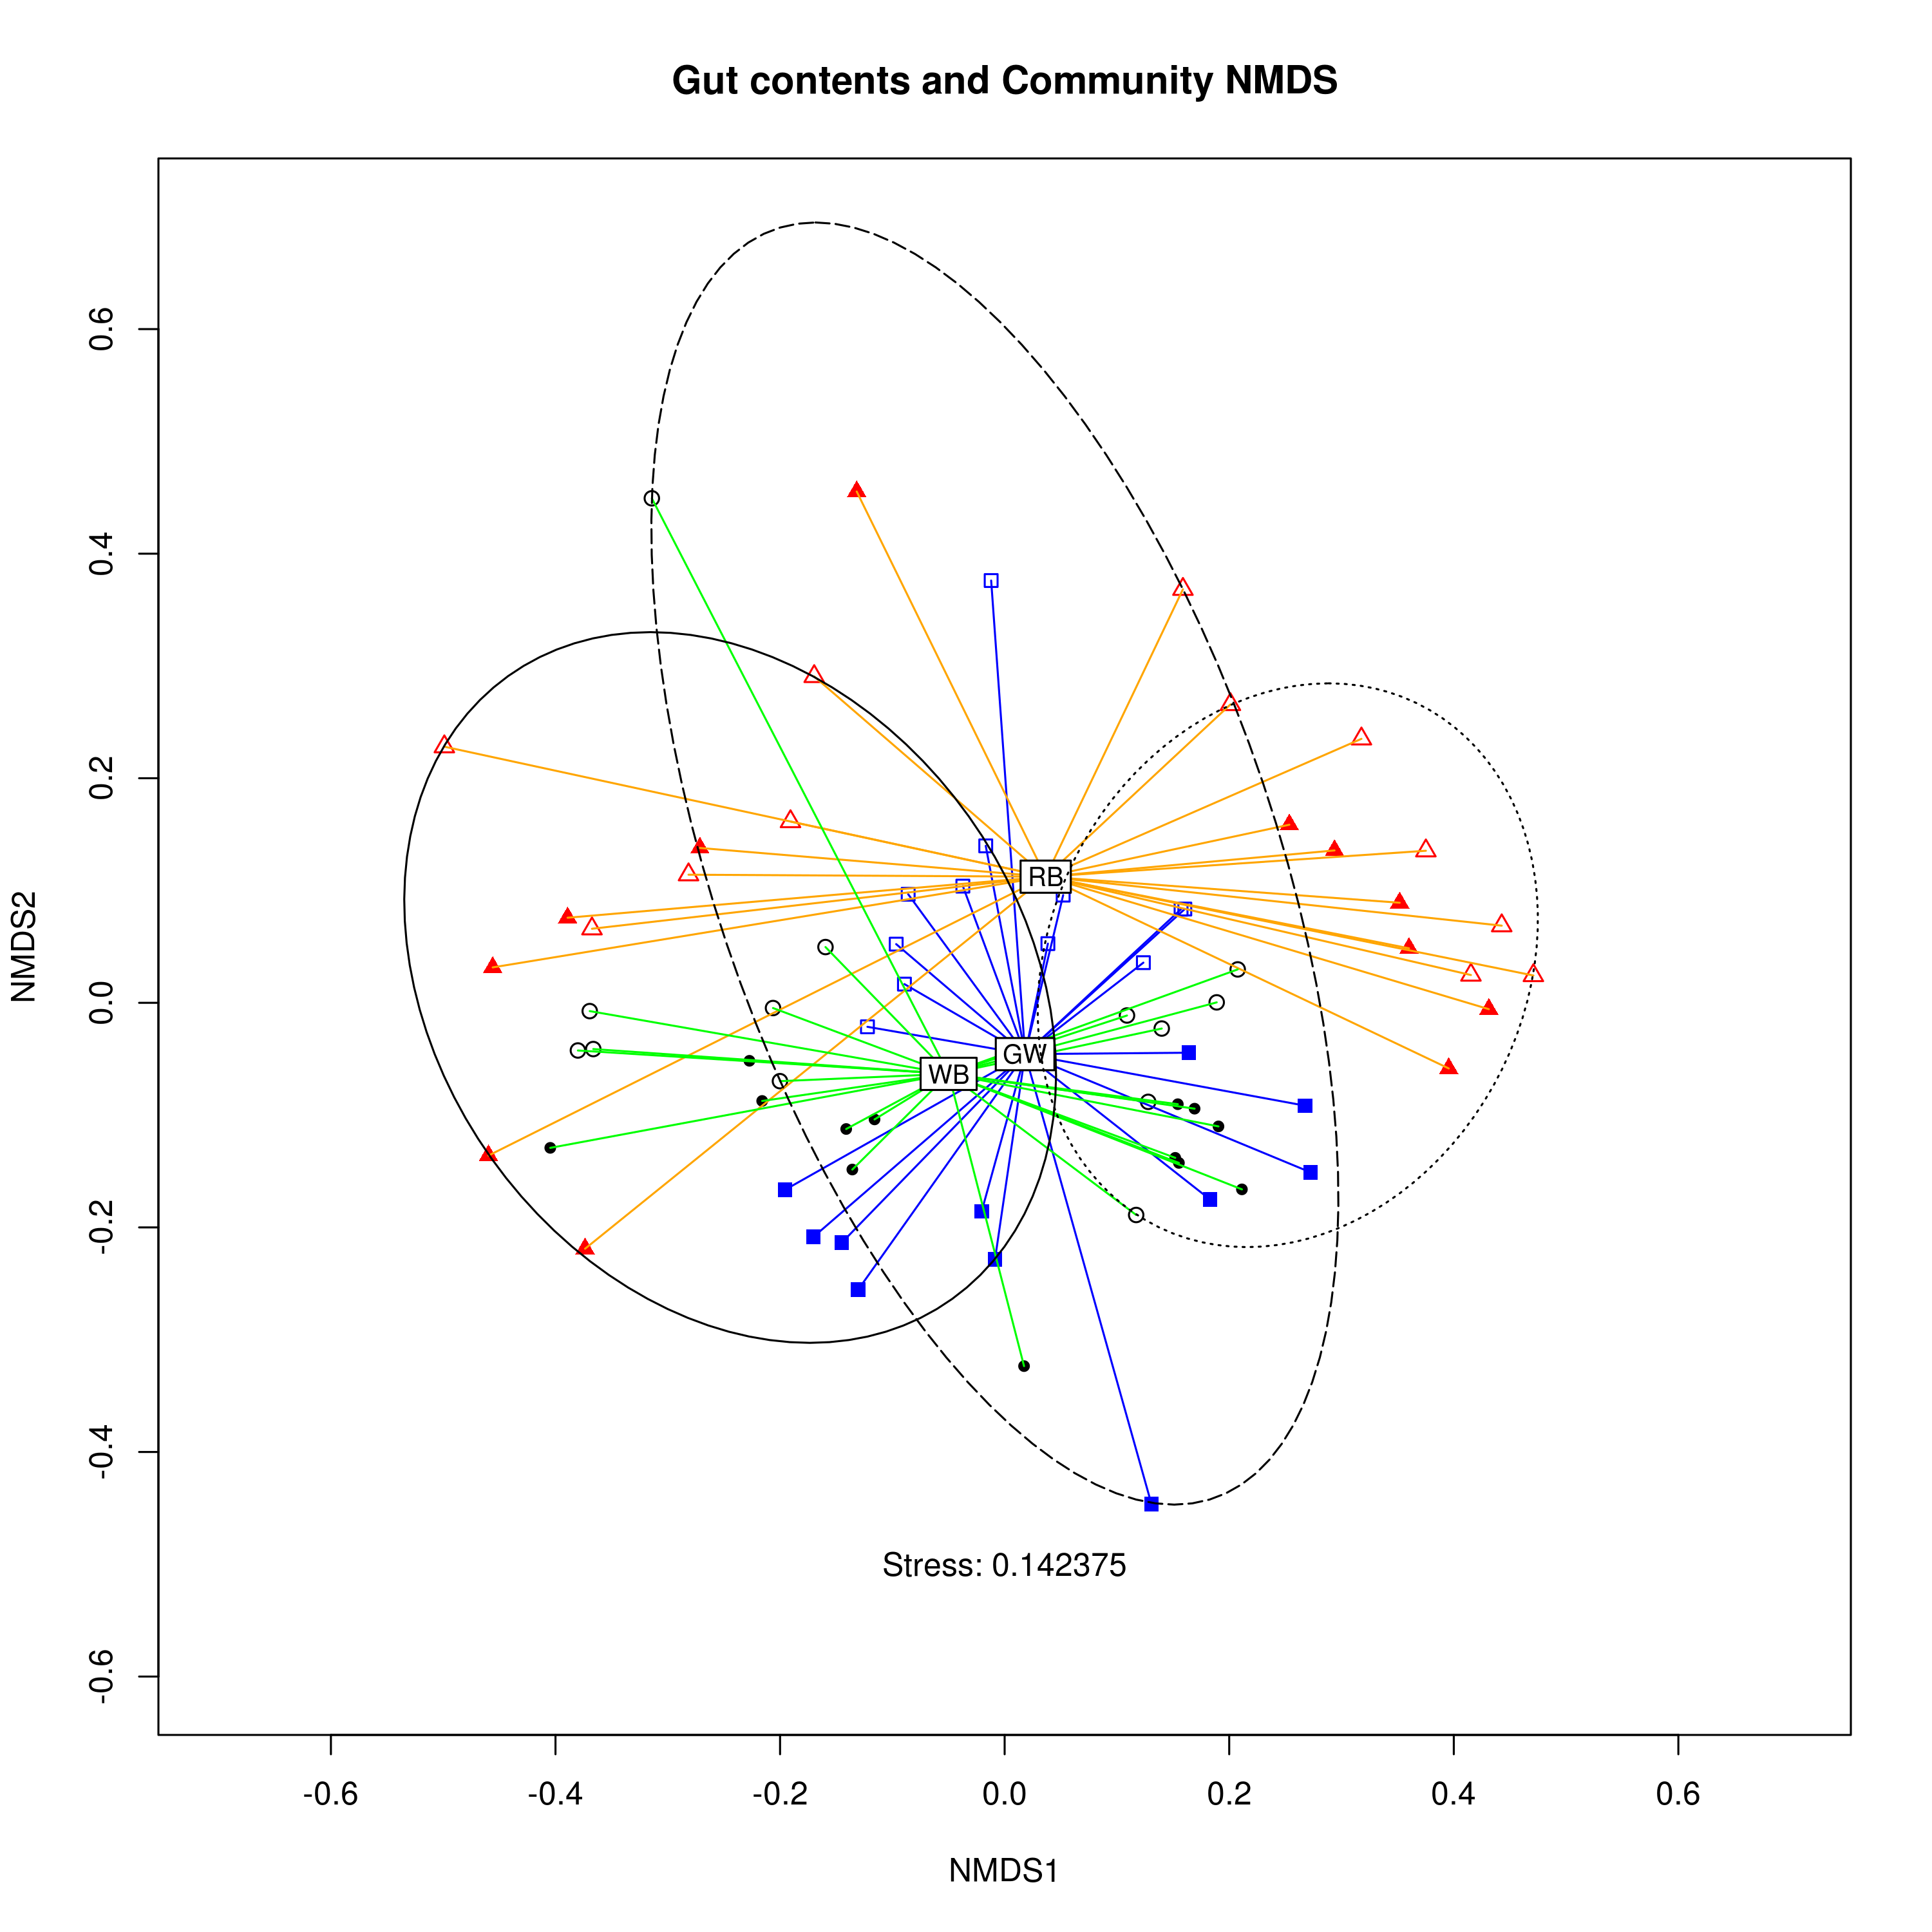 Gut contents and Community NMDS
NMDS2
0.6
0.4
0.2
0.0
-0.2
-0.4
-0.6
RB
GW
WB
Stress: 0.142375
-0.6 -0.4 -0.2 0.0 0.2 0.4 0.6
NMDS1